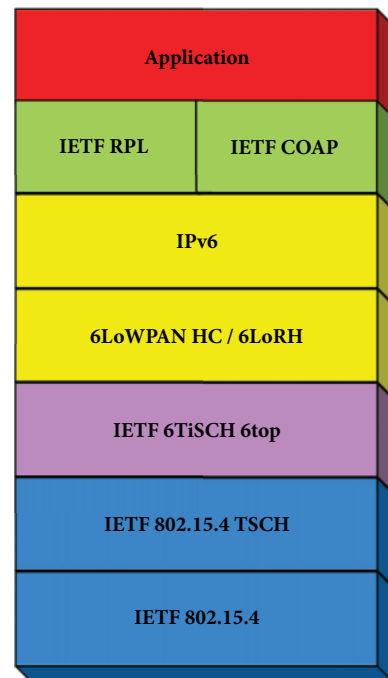 Application
IETF RPL
IETF COAP
IPv6
6LoWPAN HC / 6LoRH
IETF 6TiSCH 6top
IETF 802.15.4 TSCH
IETF 802.15.4